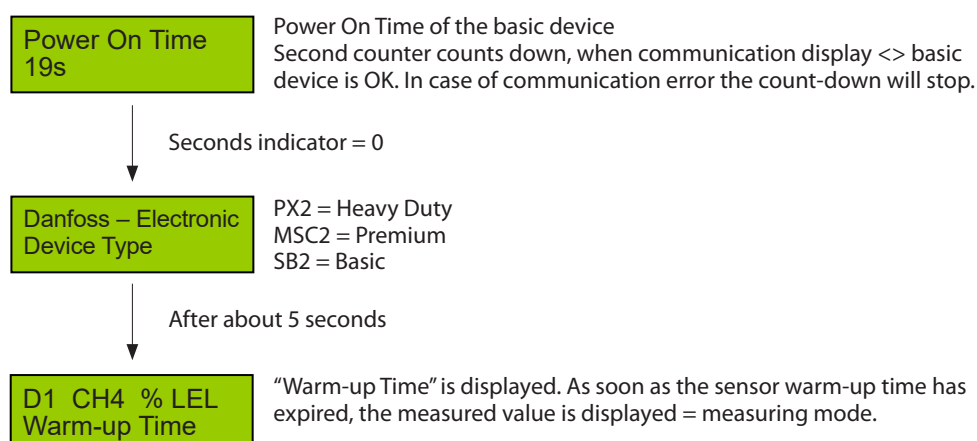 Power On Time
19s
Power On Time of the basic device
Second counter counts down, when communication display <> basic
device is OK. In case of communication error the count-down will stop.
Seconds indicator = 0
Danfoss – Electronic
Device Type
PX2 = Heavy Duty
MSC2 = Premium
SB2 = Basic
After about 5 seconds
D1 CH4 % LEL
Warm-up Time
“Warm-up Time” is displayed. As soon as the sensor warm-up time has
expired, the measured value is displayed = measuring mode.